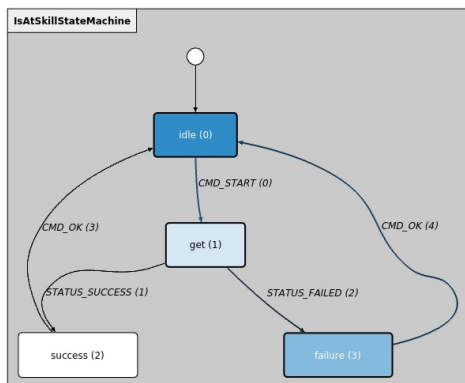 IsAtSkillStateMachine
idle (0)
CMD_START (0)
CMD_OK (3)
CMD_OK (4)
get (1)
STATUS_SUCCESS (1)
STATUS_FAILED (2)
success (2)
failure (3)